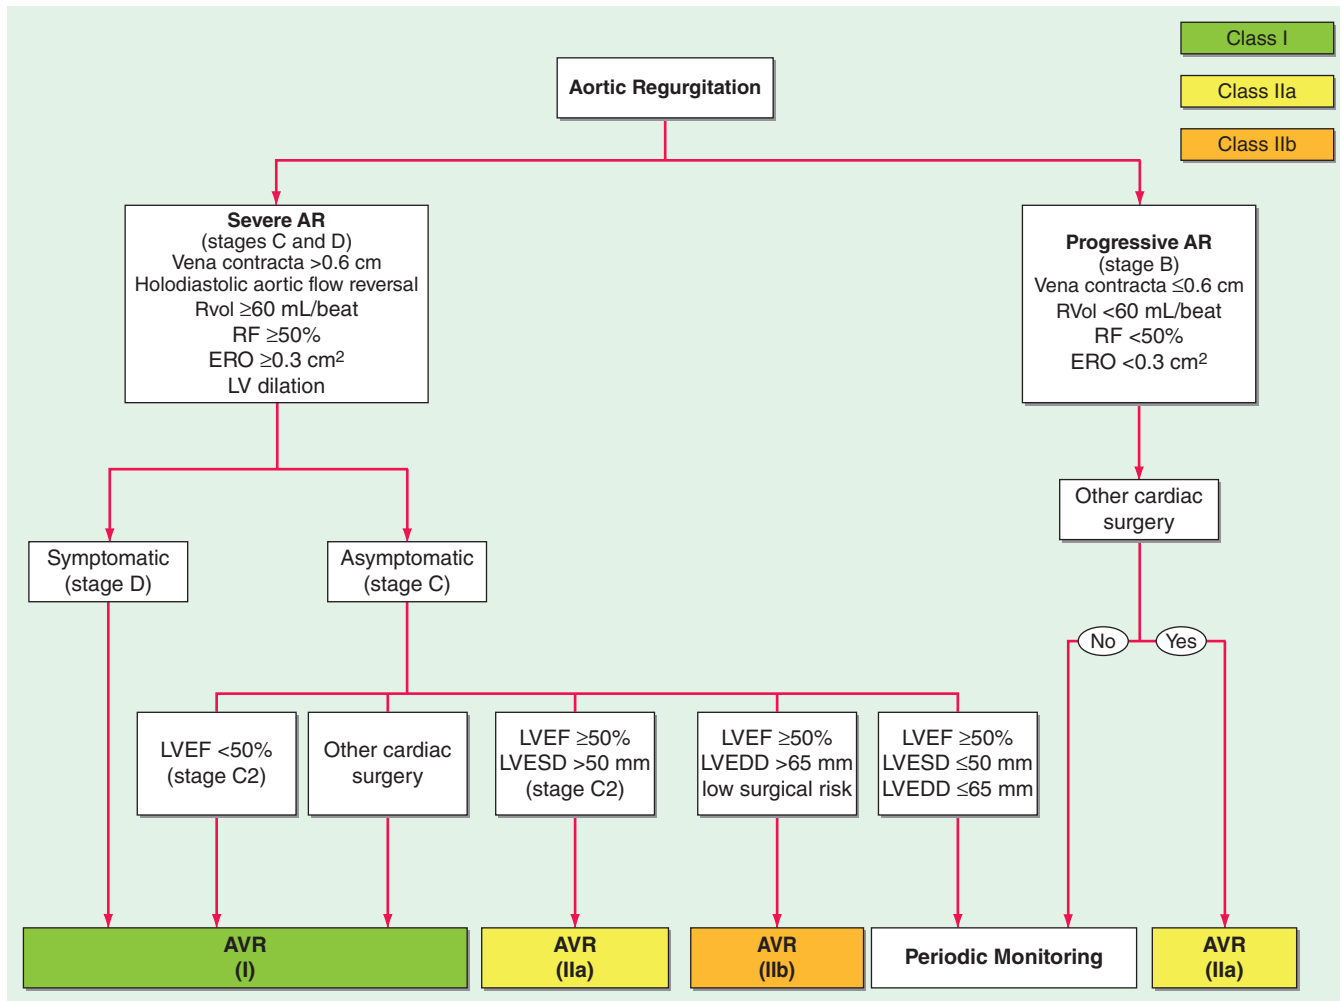 Class I
Class IIa
Class IIb
Aortic Regurgitation
Severe AR
(stages C and D)
Vena contracta >0.6 cm
Holodiastolic aortic flow reversal
Rvol ≥60 mL/beat
RF ≥50%
ERO ≥0.3 cm²
LV dilation
Progressive AR
(stage B)
Vena contracta ≤0.6 cm
RVol <60 mL/beat
RF <50%
ERO <0.3 cm²
Other cardiac
surgery
Symptomatic
(stage D)
Asymptomatic
(stage C)
No
Yes
LVEF <50%
(stage C2)
Other cardiac
surgery
LVEF ≥50%
LVESD >50 mm
(stage C2)
LVEF ≥50%
LVEDD >65 mm
low surgical risk
LVEF ≥50%
LVESD ≤50 mm
LVEDD ≤65 mm
AVR
(I)
AVR
(IIa)
AVR
(IIb)
Periodic Monitoring
AVR
(IIa)